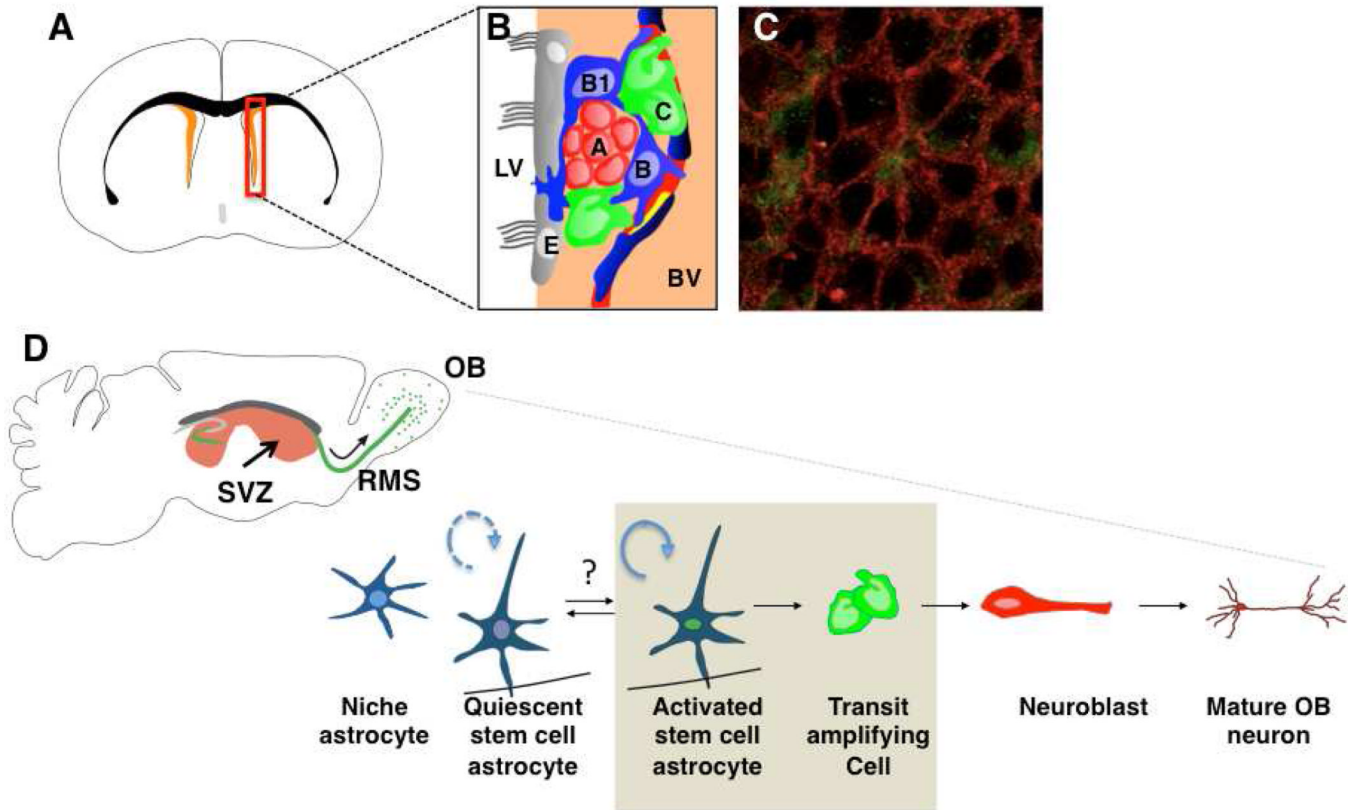 A
B
C
B1
C
A
B
LV
E
BV
D
OB
SVZ
RMS
?
Niche
astrocyte
Quiescent
stem cell
astrocyte
Activated
stem cell
astrocyte
Transit
amplifying
Cell
Neuroblast
Mature OB
neuron